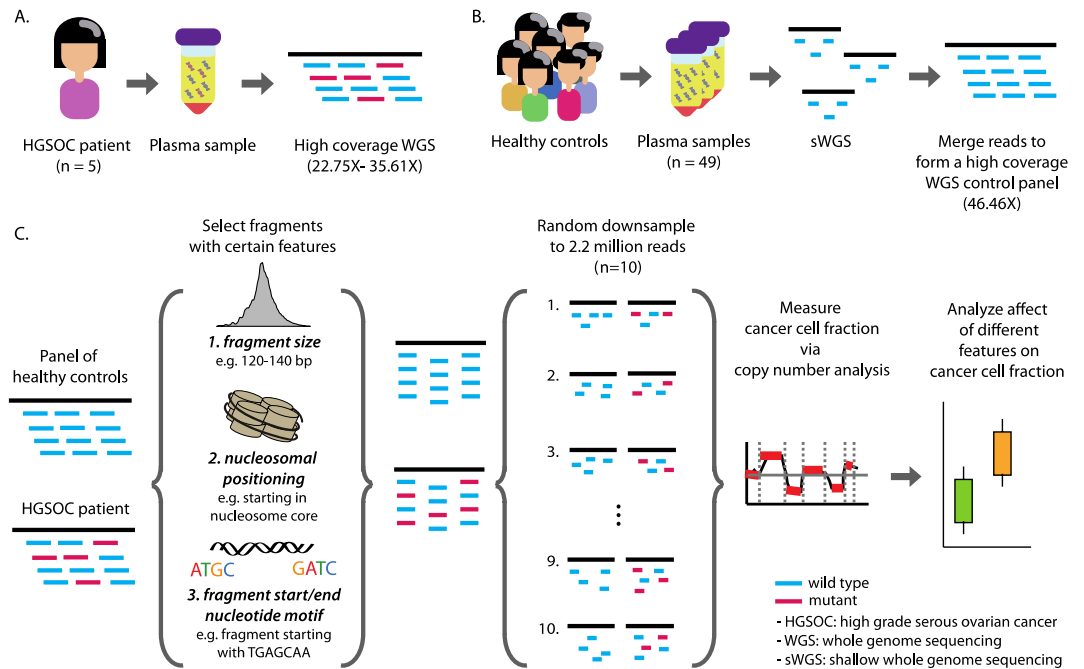 A.
HGSOC patient
(n = 5)
Plasma sample
High coverage WGS
(22.75X- 35.61X)
B.
Healthy controls
Plasma samples
(n = 49)
sWGS
Merge reads to
form a high coverage
WGS control panel
(46.46X)
C.
Panel of
healthy controls
HGSOC patient
Select fragments
with certain features
1. fragment size
e.g. 120-140 bp
2. nucleosomal
positioning
e.g. starting in
nucleosome core
ATGC GATC
3. fragment start/end
nucleotide motif
e.g. fragment starting
with TGAGCAA
Random downsample
to 2.2 million reads
(n=10)
1.
2.
3.
9.
10.
Measure
cancer cell fraction
via
copy number analysis
Analyze affect
of different
features on
cancer cell fraction
wild type
mutant
- HGSOC: high grade serous ovarian cancer
- WGS: whole genome sequencing
- sWGS: shallow whole genome sequencing